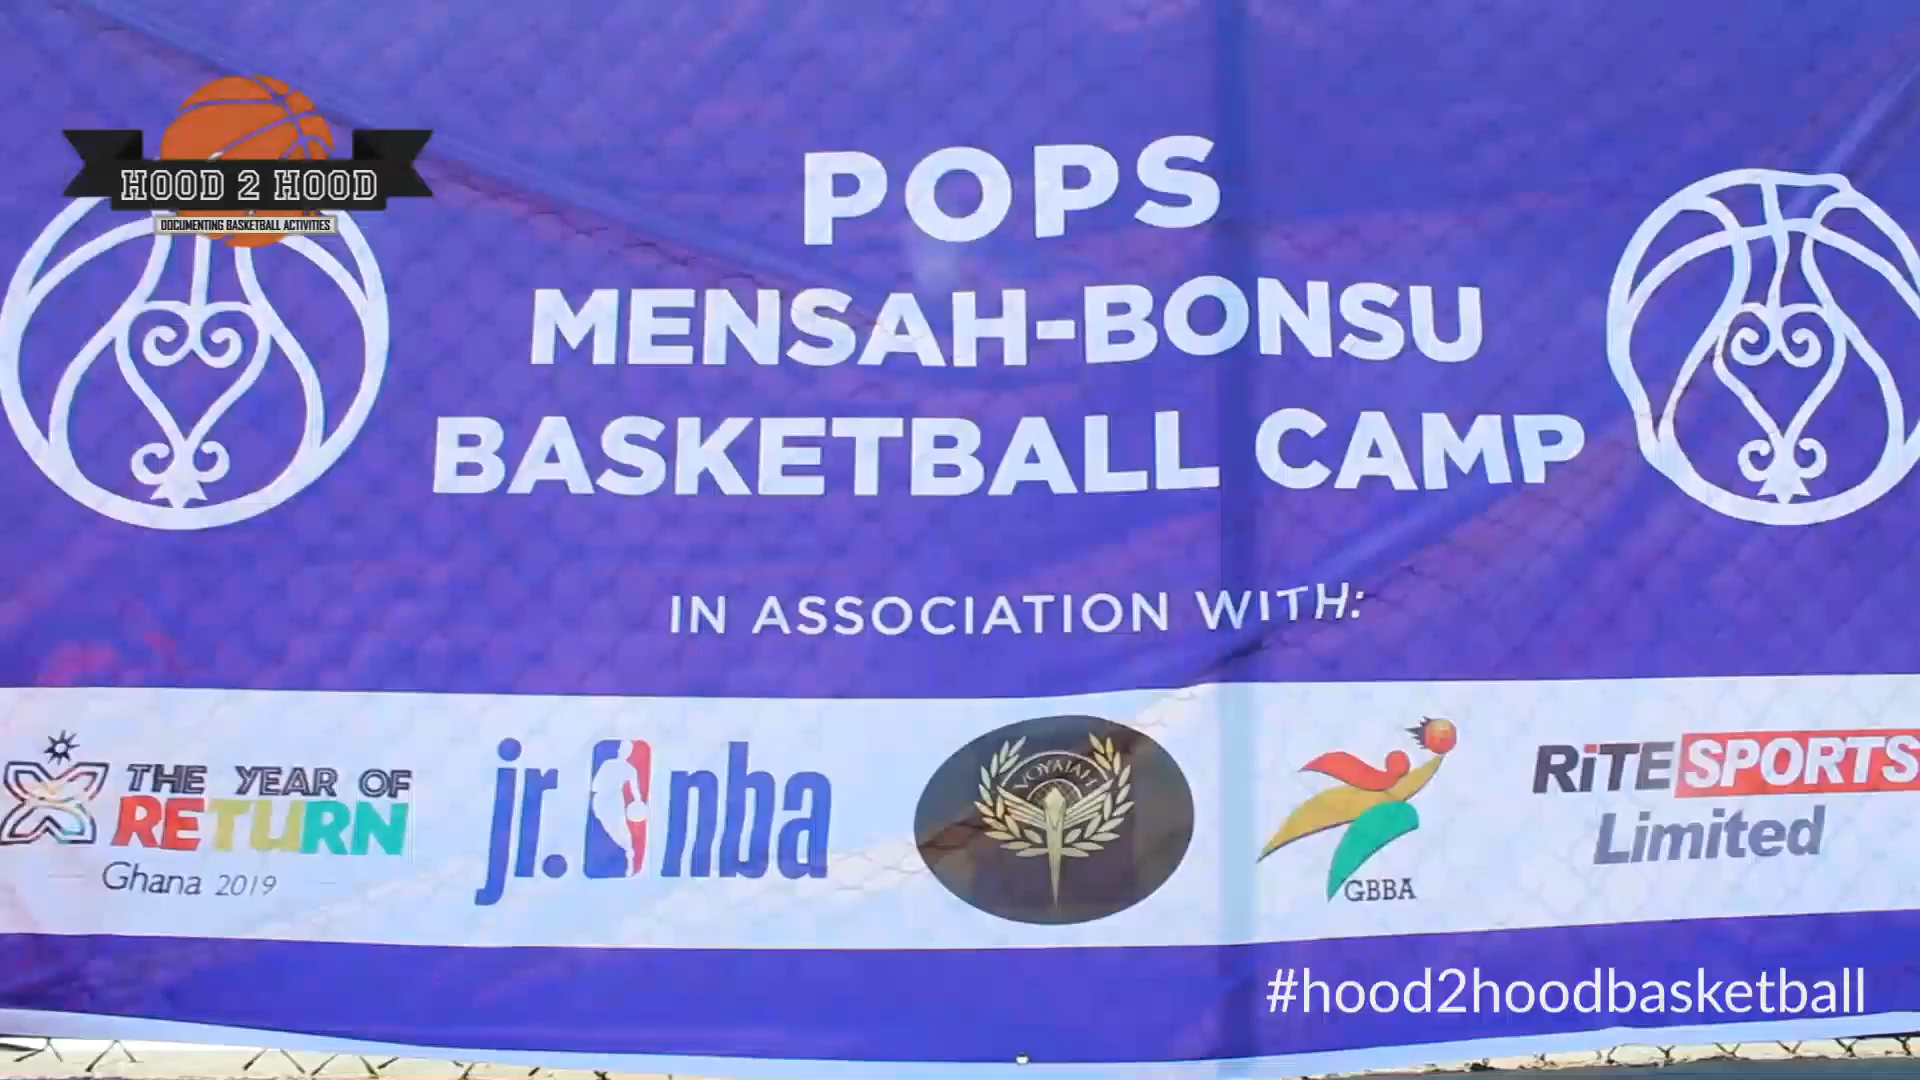 HOOD 2 HOOD
DOCUMENTING BASKETBALL ACTIVITIES
POPS
MENSAH-BONSU
BASKETBALL CAMP
IN ASSOCIATION WITH:
THE YEAR OF
RETURN
Ghana 2019
jr. nba
VOYAJAH
GBBA
RiTE SPORTS
Limited
#hood2hoodbasketball